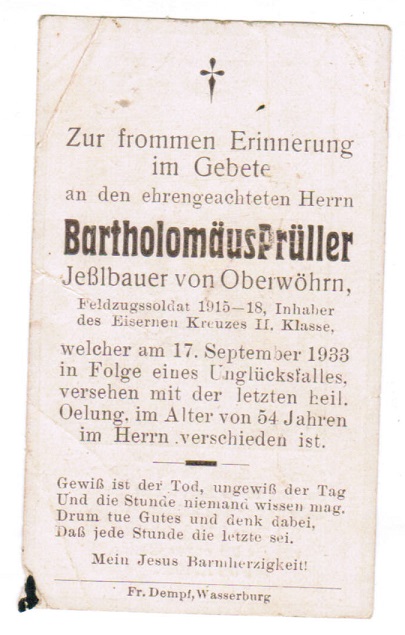 Zur frommen Erinnerung
im Gebete
an den ehrengeachteten Herrn
Bartholomäus Prüller
Jeßlbauer von Oberwöhrn,
Feldzugssoldat 1915—18, Inhaber
des Eisernen Kreuzes II. Klasse,
welcher am 17. September 1933
in Folge eines Unglücksfalles,
versehen mit der letzten heil.
Oelung, im Alter von 54 Jahren
im Herrn verschieden ist.
Gewiß ist der Tod, ungewiß der Tag
Und die Stunde niemand wissen mag.
Drum tue Gutes und denk dabei,
Daß jede Stunde die letzte sei.
Mein Jesus Barmherzigkeit!
Fr. Dempf, Wasserburg